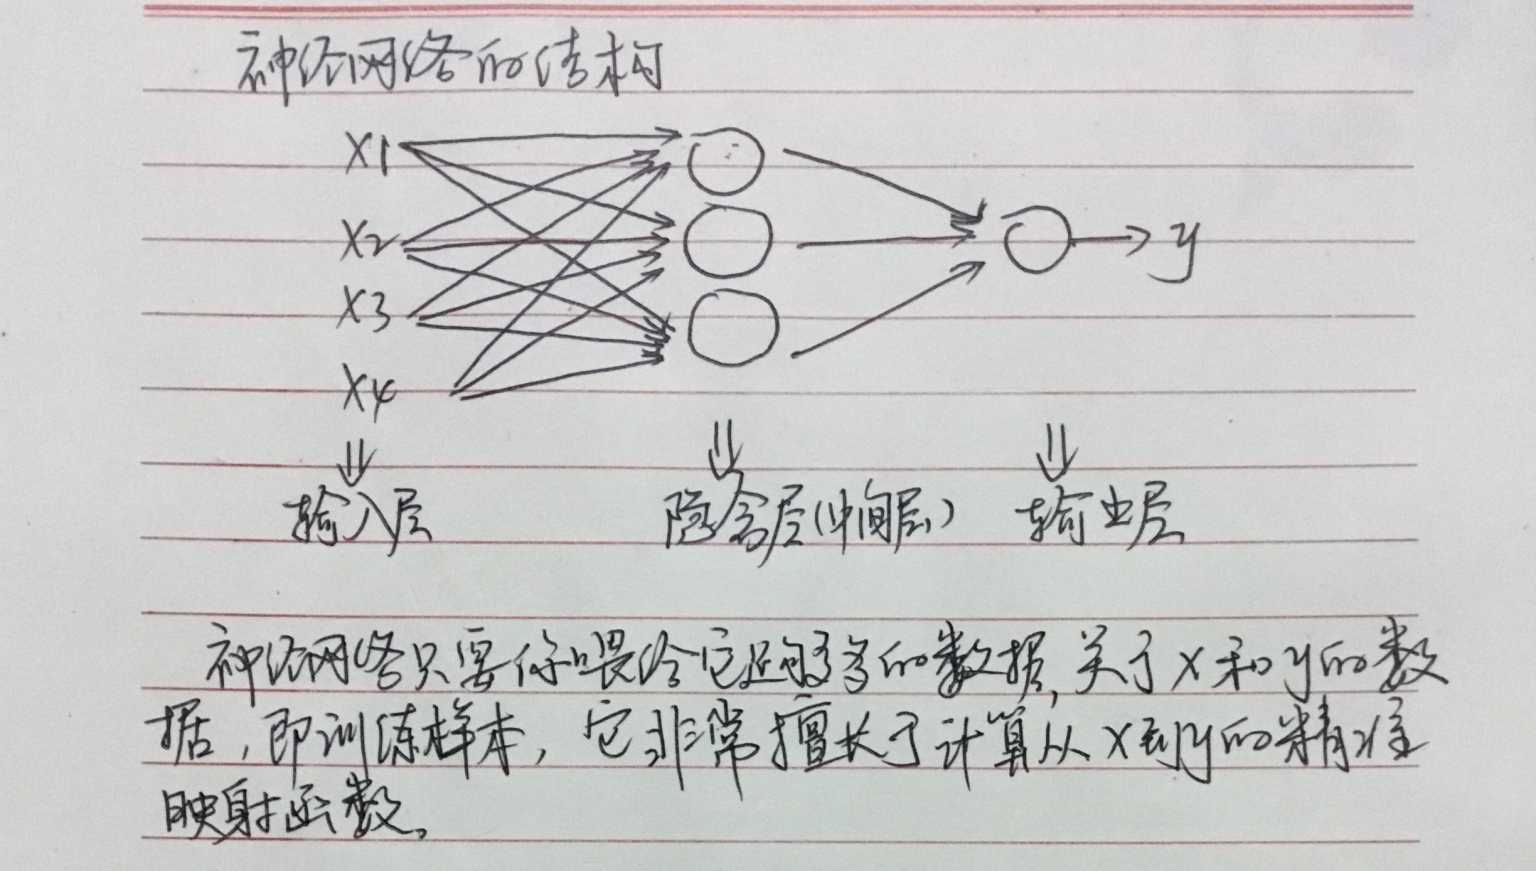 神经网络的结构
x1
x2
y
x3
x4
输入层 隐含层(中间层) 输出层
神经网络只要你喂给它足够多的数据,关于x和y的数
据,即训练样本,它非常擅长于计算从x到y的精准
映射函数。